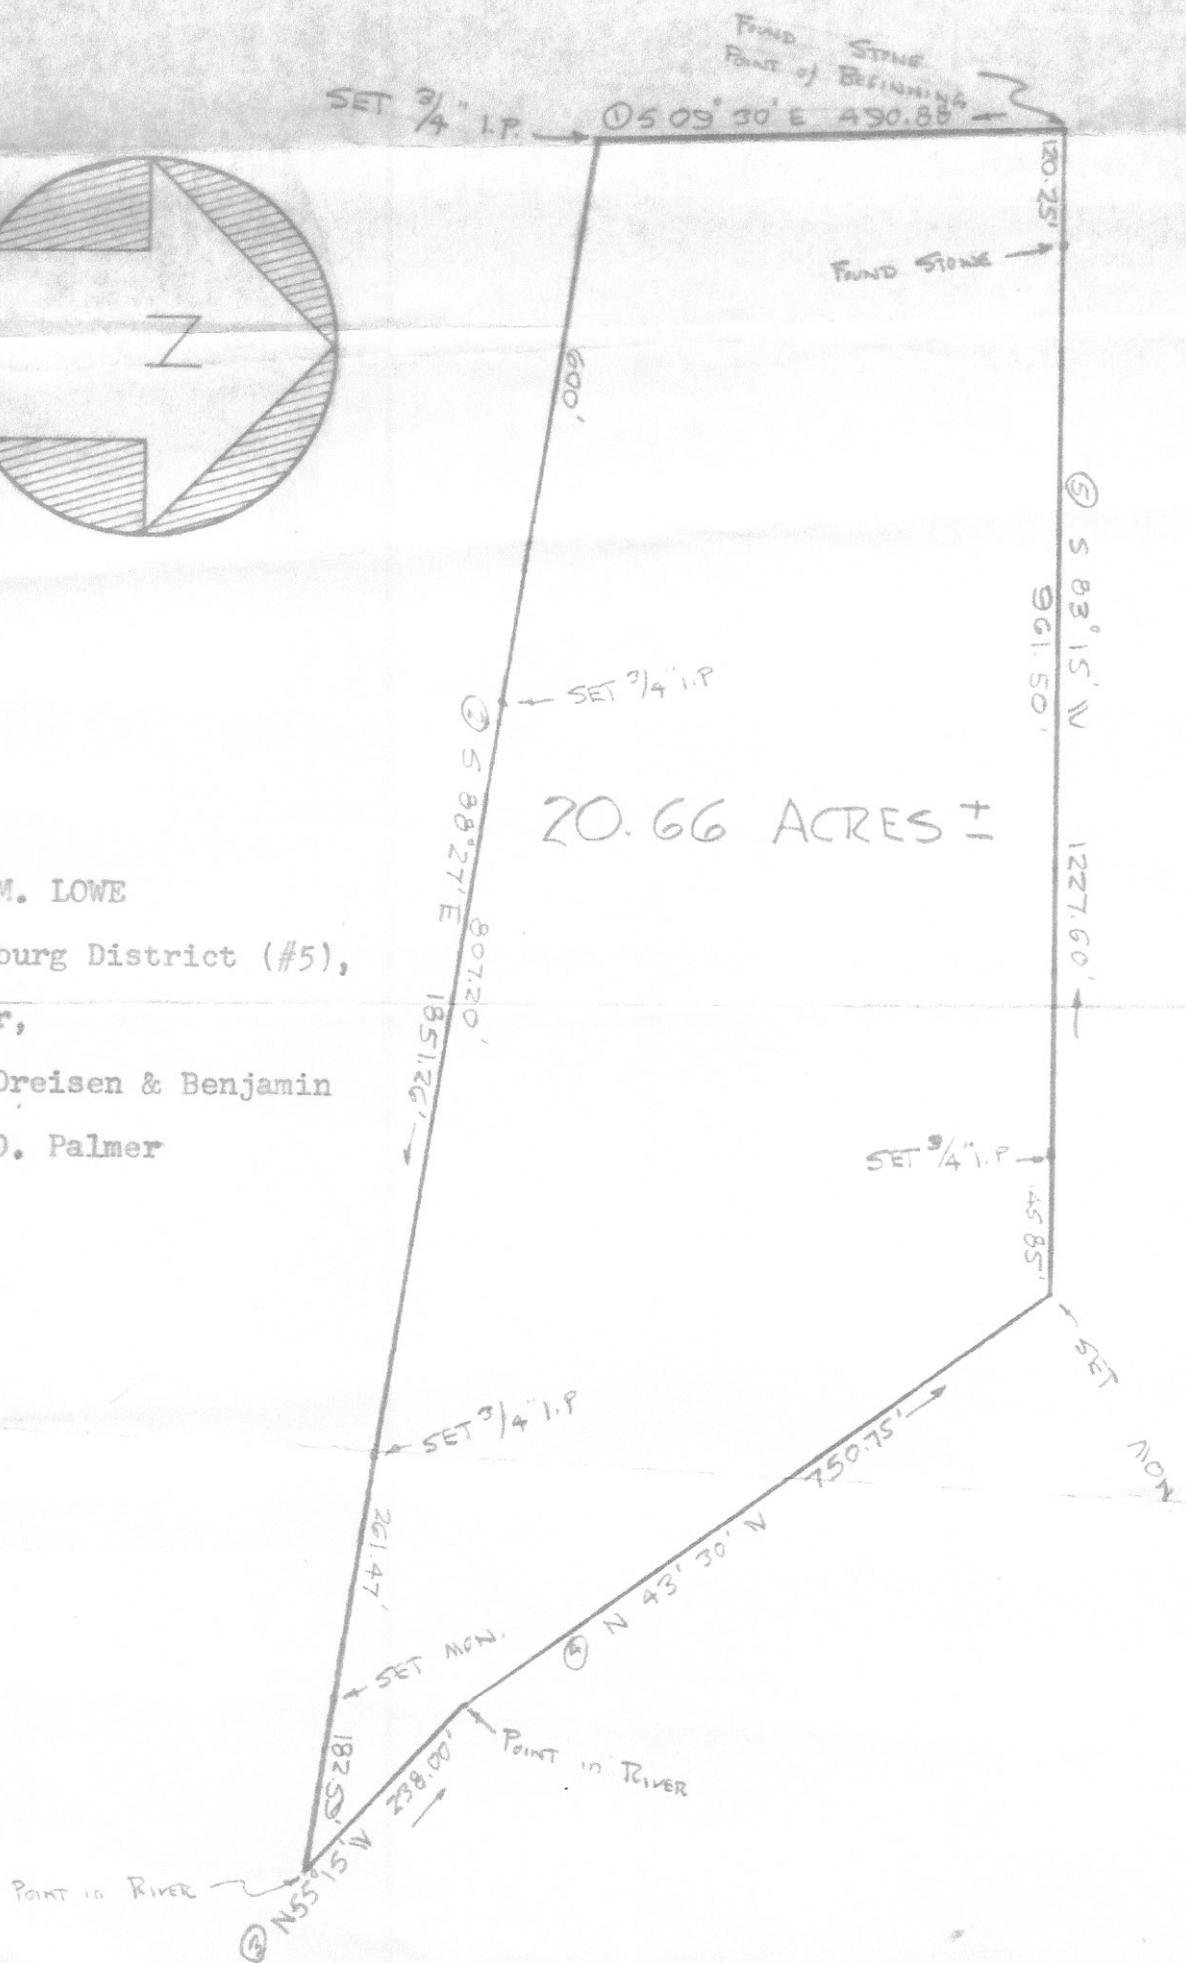 FOUND STONE
POINT of BEGINNING
SET 3/4" I.P.
① S 09° 30' E 490.88'
120.25'
FOUND STONE
N
600'
⑤ S 83° 15' W 1227.60'
961.50'
SET 3/4" I.P
② S 88° 27' E 1851.26'
807.20'
20.66 ACRES ±
M. LOWE
burg District (#5),
r,
Dreisen & Benjamin
D. Palmer
SET 3/4" I.P
145.85'
SET
MON
SET 3/4" I.P
261.47'
750.75'
④ N 43' 30' W
SET MON.
182.59'
POINT in RIVER
238.00'
③ N 55° 15' W
POINT in RIVER